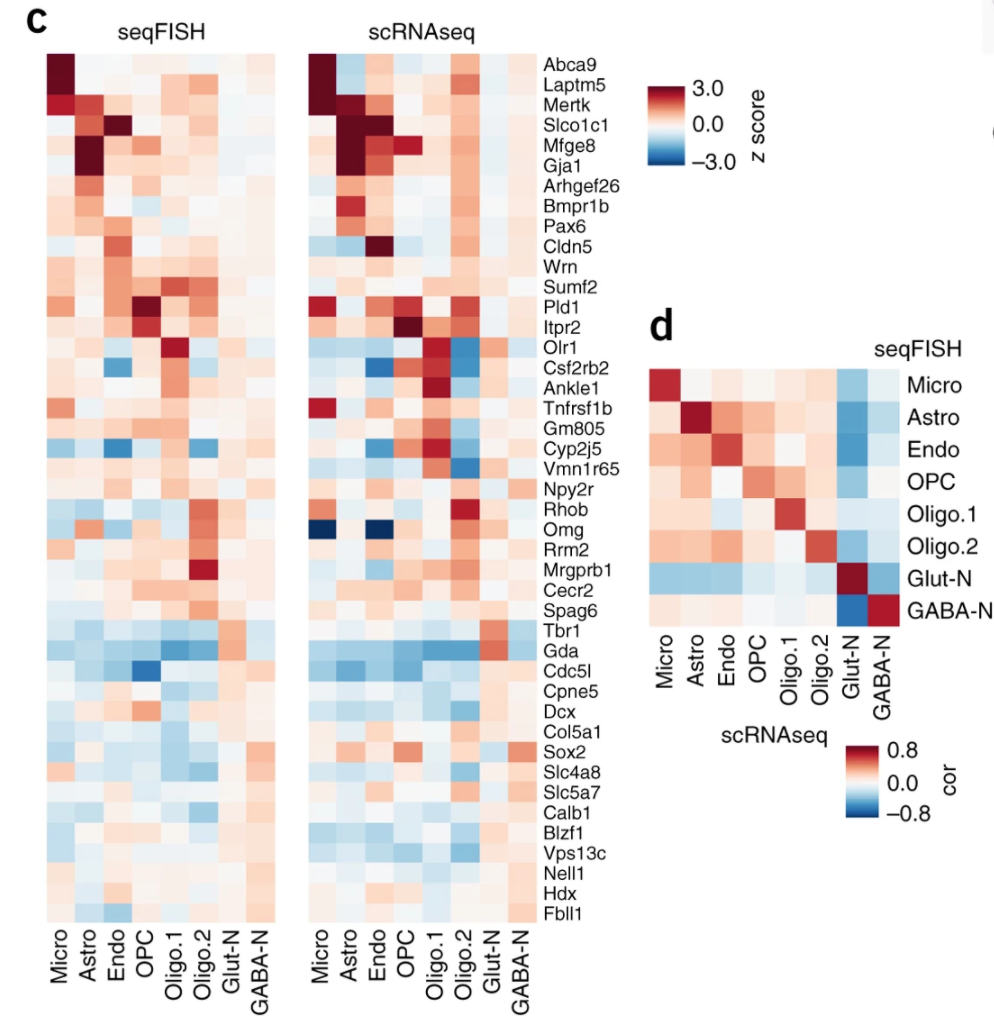 c
seqFISH
scRNAseq
Abca9
Laptm5
Mertk
Slco1c1
Mfge8
Gja1
Arhgef26
Bmpr1b
Pax6
Cldn5
Wrn
Sumf2
Pld1
Itpr2
Olr1
Csf2rb2
Ankle1
Tnfrsf1b
Gm805
Cyp2j5
Vmn1r65
Npy2r
Rhob
Omg
Rrm2
Mrgprb1
Cecr2
Spag6
Tbr1
Gda
Cdc5l
Cpne5
Dcx
Col5a1
Sox2
Slc4a8
Slc5a7
Calb1
Blzf1
Vps13c
Nell1
Hdx
Fbll1
Micro Astro Endo OPC Oligo.1 Oligo.2 Glut-N GABA-N
Micro Astro Endo OPC Oligo.1 Oligo.2 Glut-N GABA-N
3.0
0.0
–3.0
z score
d
seqFISH
Micro
Astro
Endo
OPC
Oligo.1
Oligo.2
Glut-N
GABA-N
Micro Astro Endo OPC Oligo.1 Oligo.2 Glut-N GABA-N
scRNAseq
0.8
0.0
–0.8
cor